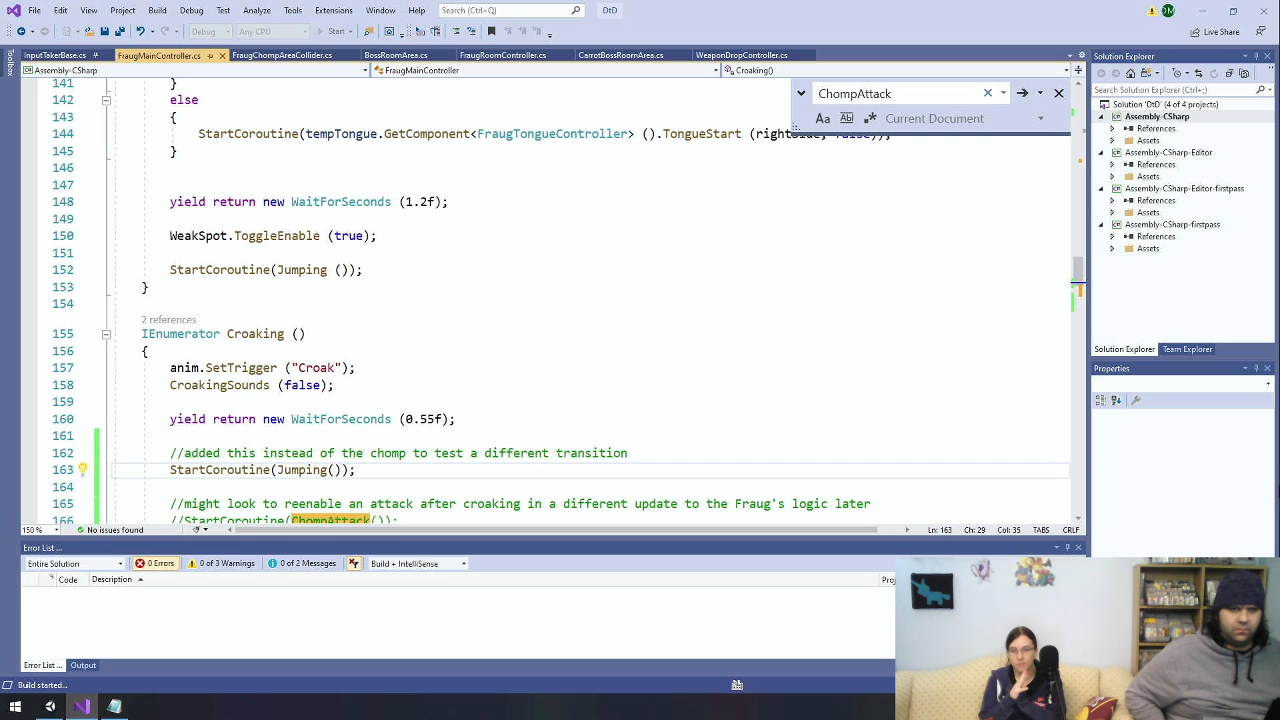 File Edit View Project Build Debug Test Analyze Tools Extensions Window Help Search (Ctrl+Q) DtD DM
Debug Any CPU Start Live Share
InputTakerBase.cs FraugMainController.cs FraugChompAreaCollider.cs BossRoomArea.cs FraugRoomController.cs CarrotBossRoomArea.cs WeaponDropController.cs
Toolbox
Assembly-CSharp FraugMainController Croaking()
ChompAttack
Aa Abl Current Document
141 }
142 else
143 {
144 StartCoroutine(tempTongue.GetComponent<FraugTongueController> ().TongueStart (rightSide, false));
145 }
146
147
148 yield return new WaitForSeconds (1.2f);
149
150 WeakSpot.ToggleEnable (true);
151
152 StartCoroutine(Jumping ());
153 }
154
2 references
155 IEnumerator Croaking ()
156 {
157 anim.SetTrigger ("Croak");
158 CroakingSounds (false);
159
160 yield return new WaitForSeconds (0.55f);
161
162 //added this instead of the chomp to test a different transition
163 StartCoroutine(Jumping());
164
165 //might look to reenable an attack after croaking in a different update to the Fraug's logic later
166 //StartCoroutine(ChompAttack());
150 % No issues found Ln: 163 Ch: 29 Col: 35 TABS CRLF
Solution Explorer
Search Solution Explorer (Ctrl+;)
Solution 'DtD' (4 of 4 projects)
Assembly-CSharp
References
Assets
Assembly-CSharp-Editor
References
Assets
Assembly-CSharp-Editor-firstpass
References
Assets
Assembly-CSharp-firstpass
References
Assets
Solution Explorer Team Explorer
Properties
Error List ...
Entire Solution 0 Errors 0 of 3 Warnings 0 of 2 Messages Build + IntelliSense
Code Description Proj
Error List ... Output
Build started...